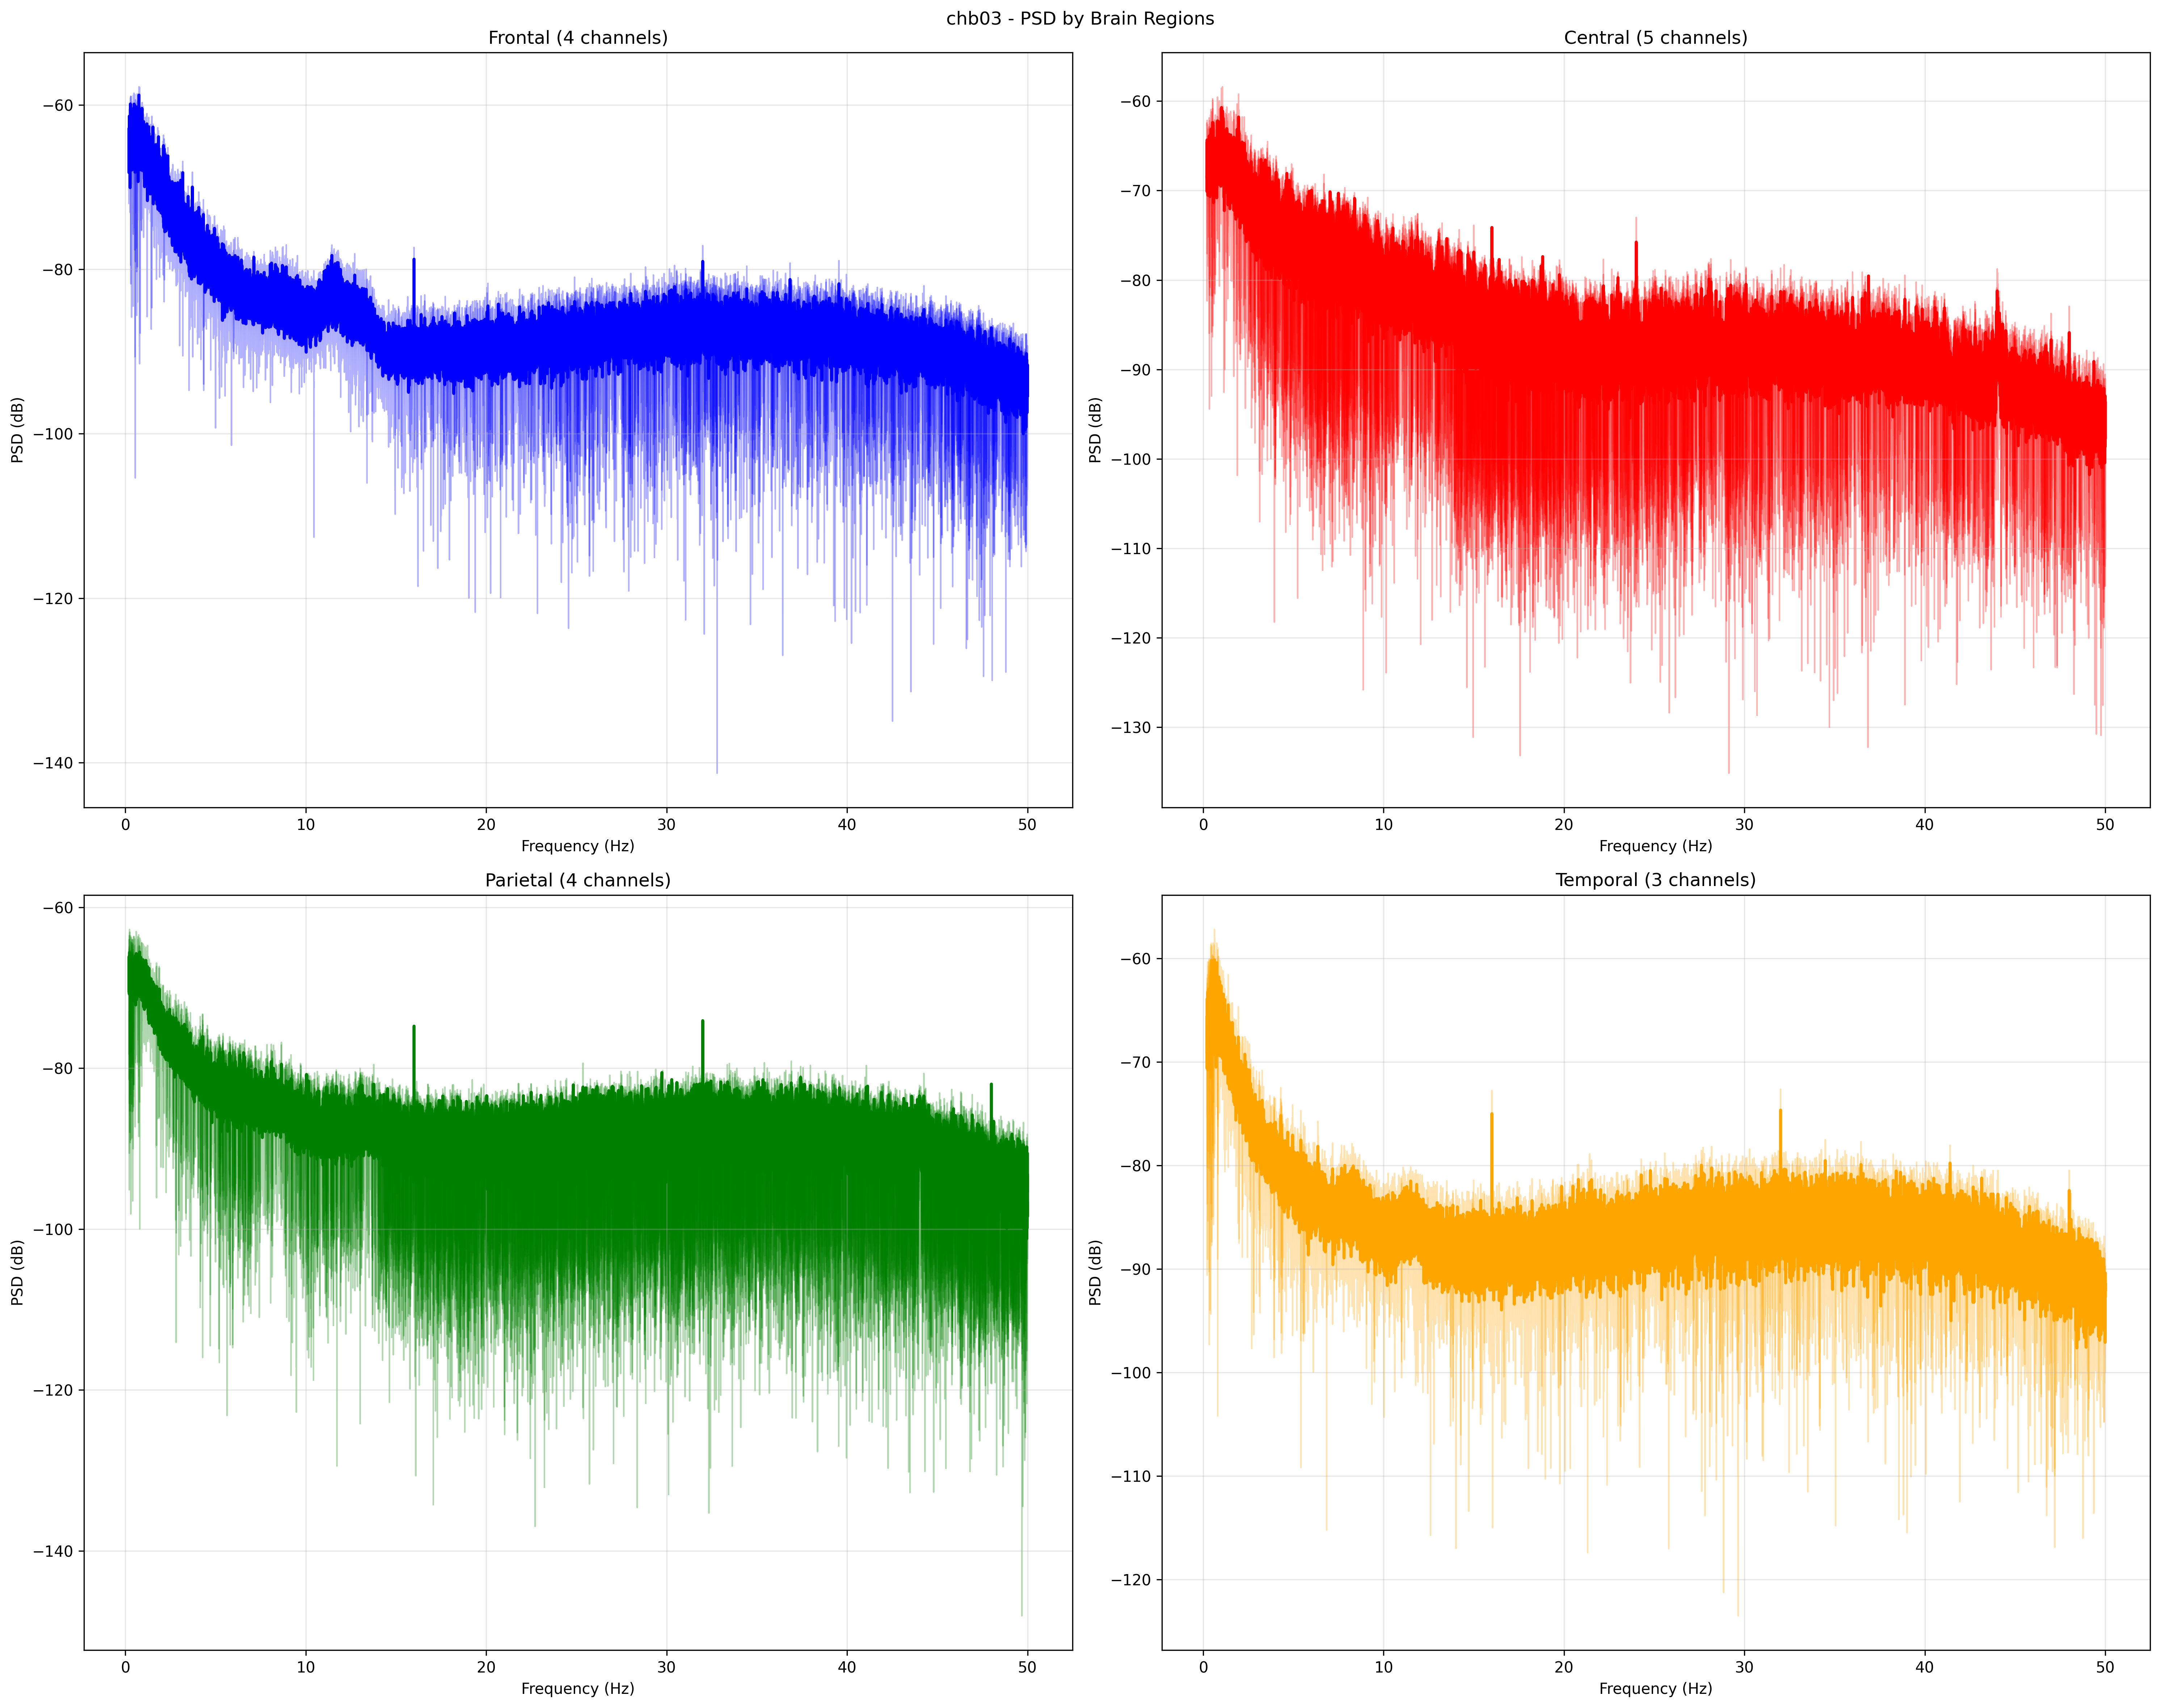 chb03 - PSD by Brain Regions
Frontal (4 channels)
−60
−80
−100
−120
−140
PSD (dB)
0 10 20 30 40 50
Frequency (Hz)
Central (5 channels)
−60
−70
−80
−90
−100
−110
−120
−130
PSD (dB)
0 10 20 30 40 50
Frequency (Hz)
Parietal (4 channels)
−60
−80
−100
−120
−140
PSD (dB)
0 10 20 30 40 50
Frequency (Hz)
Temporal (3 channels)
−60
−70
−80
−90
−100
−110
−120
PSD (dB)
0 10 20 30 40 50
Frequency (Hz)